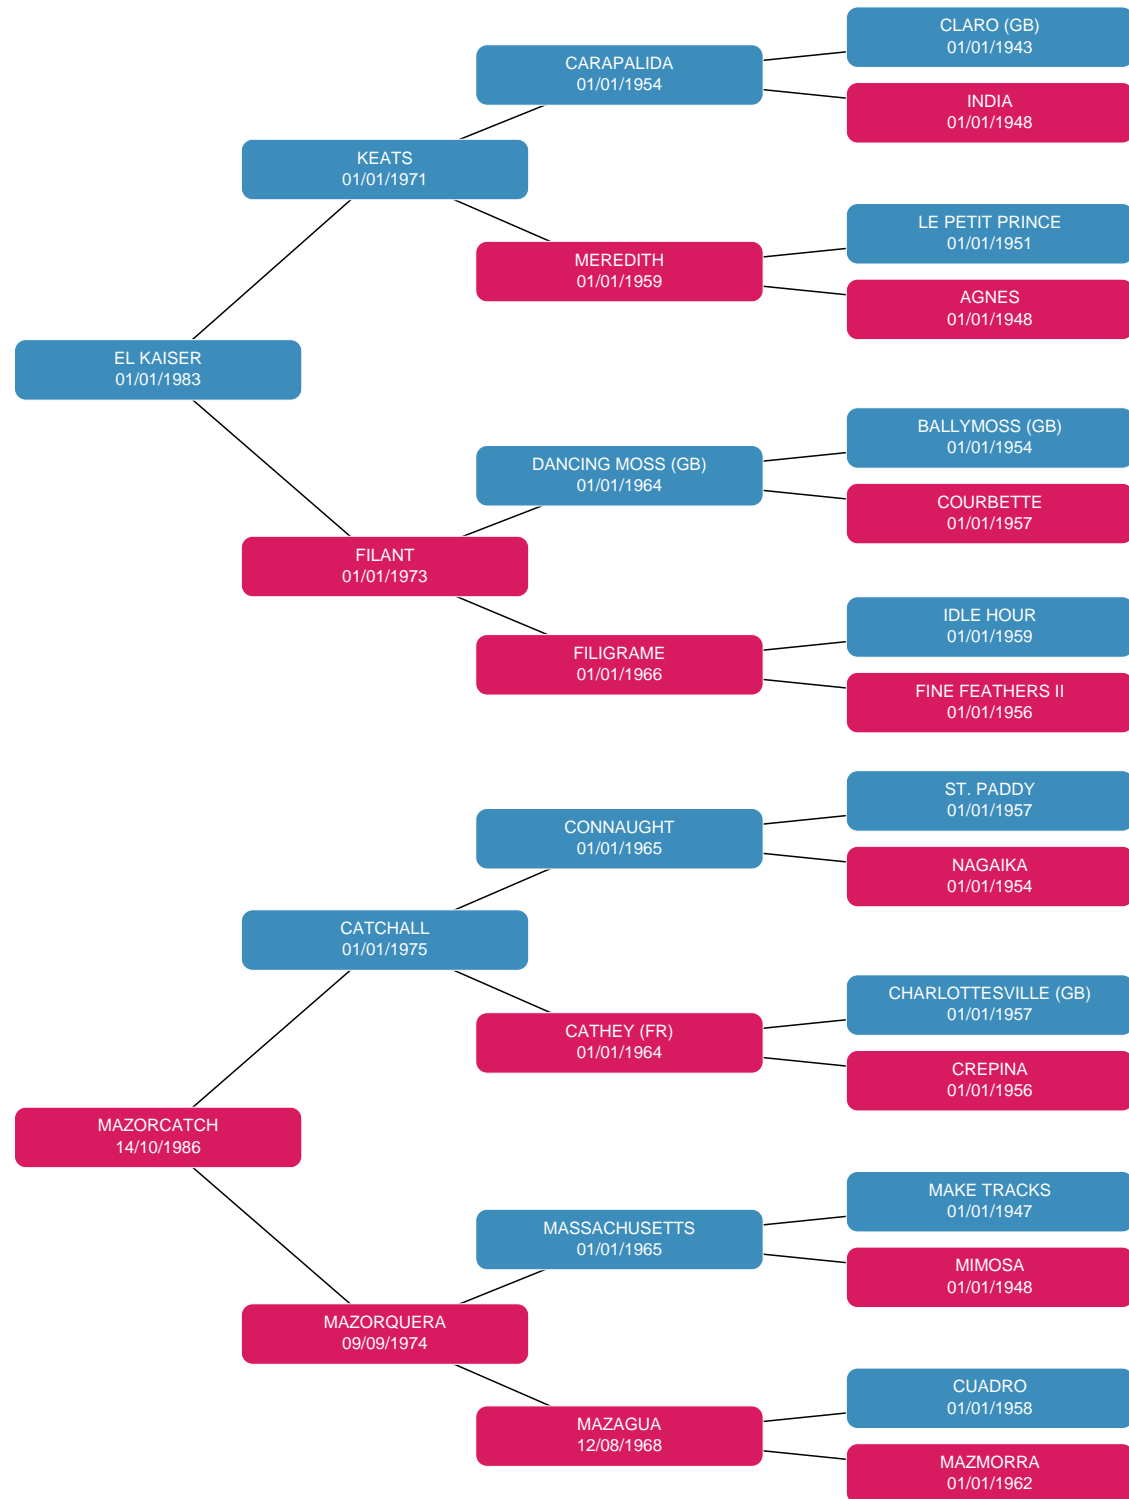 CLARO (GB)
01/01/1943
CARAPALIDA
01/01/1954
INDIA
01/01/1948
KEATS
01/01/1971
LE PETIT PRINCE
01/01/1951
MEREDITH
01/01/1959
AGNES
01/01/1948
EL KAISER
01/01/1983
BALLYMOSS (GB)
01/01/1954
DANCING MOSS (GB)
01/01/1964
COURBETTE
01/01/1957
FILANT
01/01/1973
IDLE HOUR
01/01/1959
FILIGRAME
01/01/1966
FINE FEATHERS II
01/01/1956
ST. PADDY
01/01/1957
CONNAUGHT
01/01/1965
NAGAIKA
01/01/1954
CATCHALL
01/01/1975
CHARLOTTESVILLE (GB)
01/01/1957
CATHEY (FR)
01/01/1964
CREPINA
01/01/1956
MAZORCATCH
14/10/1986
MAKE TRACKS
01/01/1947
MASSACHUSETTS
01/01/1965
MIMOSA
01/01/1948
MAZORQUERA
09/09/1974
CUADRO
01/01/1958
MAZAGUA
12/08/1968
MAZMORRA
01/01/1962